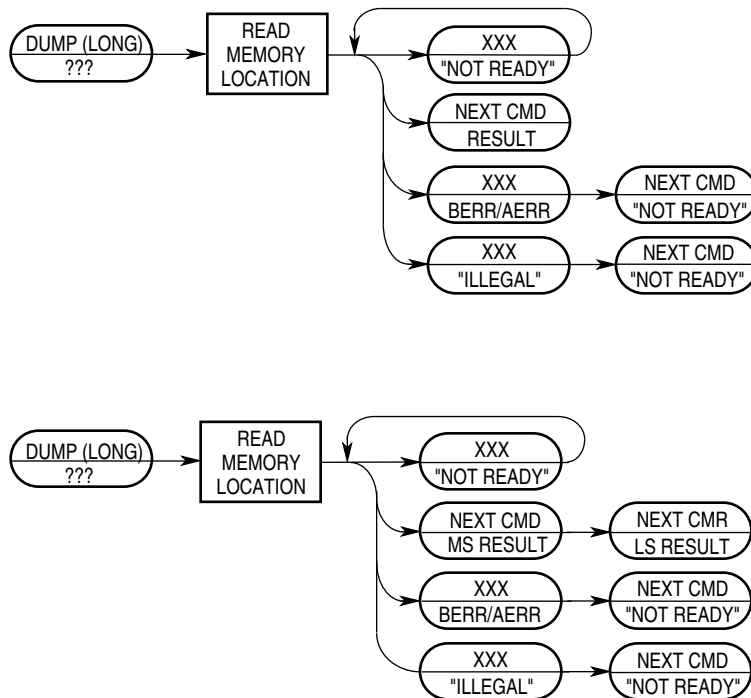 DUMP (LONG)
???
READ
MEMORY
LOCATION
XXX
"NOT READY"
NEXT CMD
RESULT
XXX
BERR/AERR
NEXT CMD
"NOT READY"
XXX
"ILLEGAL"
NEXT CMD
"NOT READY"
DUMP (LONG)
???
READ
MEMORY
LOCATION
XXX
"NOT READY"
NEXT CMD
MS RESULT
NEXT CMR
LS RESULT
XXX
BERR/AERR
NEXT CMD
"NOT READY"
XXX
"ILLEGAL"
NEXT CMD
"NOT READY"